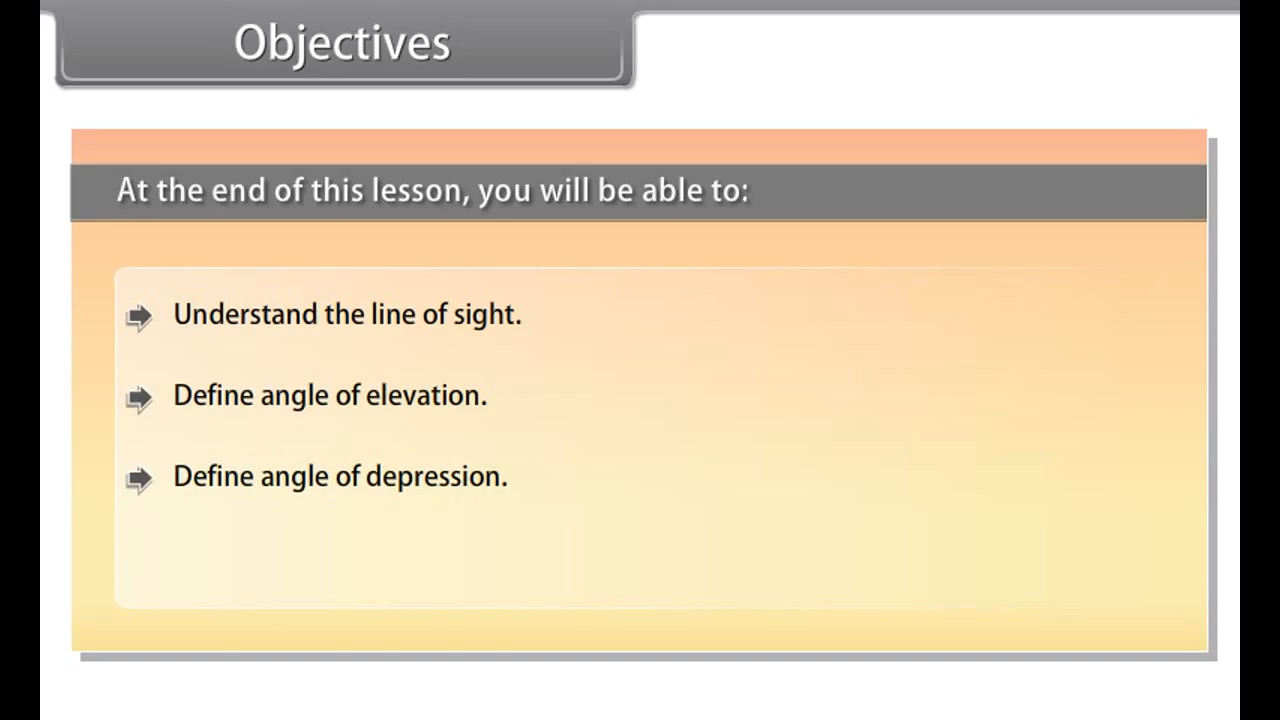 Objectives
At the end of this lesson, you will be able to:
Understand the line of sight.
Define angle of elevation.
Define angle of depression.